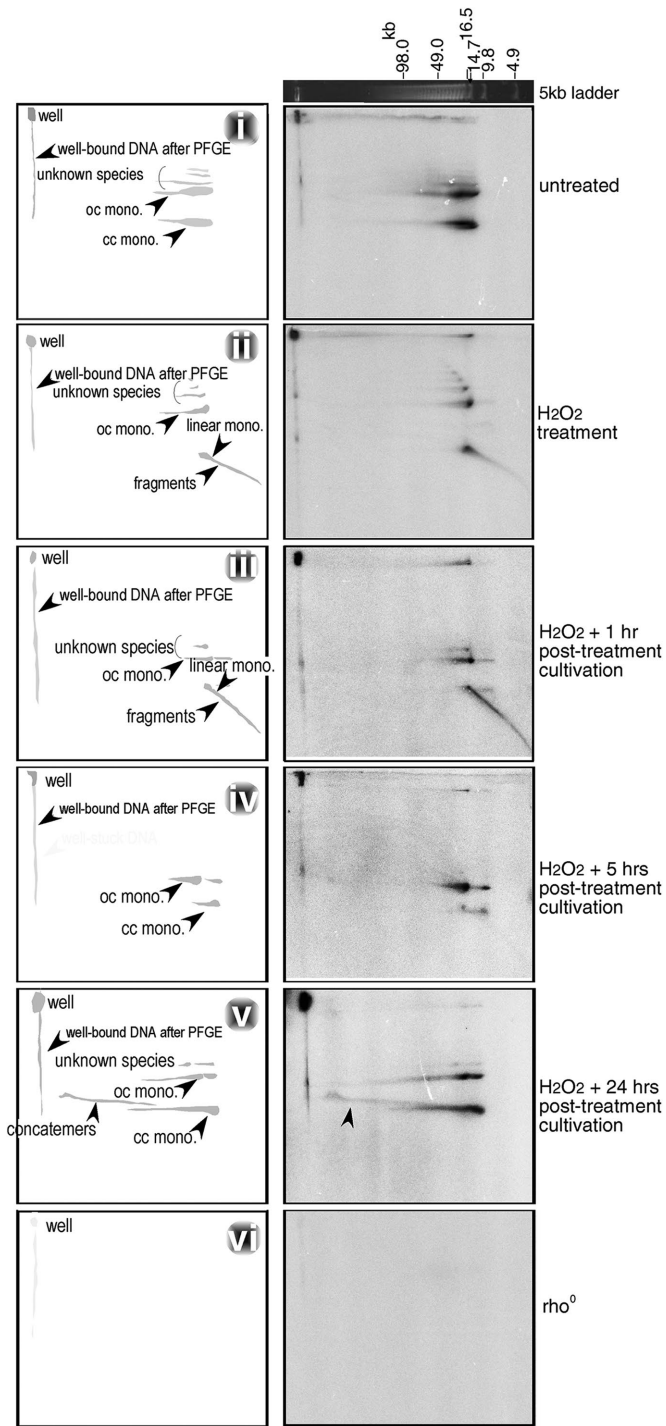 kb
98.0
49.0
16.5
14.7
9.8
4.9
5kb ladder
well
i
well-bound DNA after PFGE
unknown species
oc mono.
cc mono.
untreated
well
ii
well-bound DNA after PFGE
unknown species
oc mono.
linear mono.
fragments
H2O2
treatment
well
iii
well-bound DNA after PFGE
unknown species
oc mono.
linear mono.
fragments
H2O2 + 1 hr
post-treatment
cultivation
well
iv
well-bound DNA after PFGE
well-stuck DNA
oc mono.
cc mono.
H2O2 + 5 hrs
post-treatment
cultivation
well
v
well-bound DNA after PFGE
unknown species
oc mono.
concatemers
cc mono.
H2O2 + 24 hrs
post-treatment
cultivation
well
vi
rho⁰